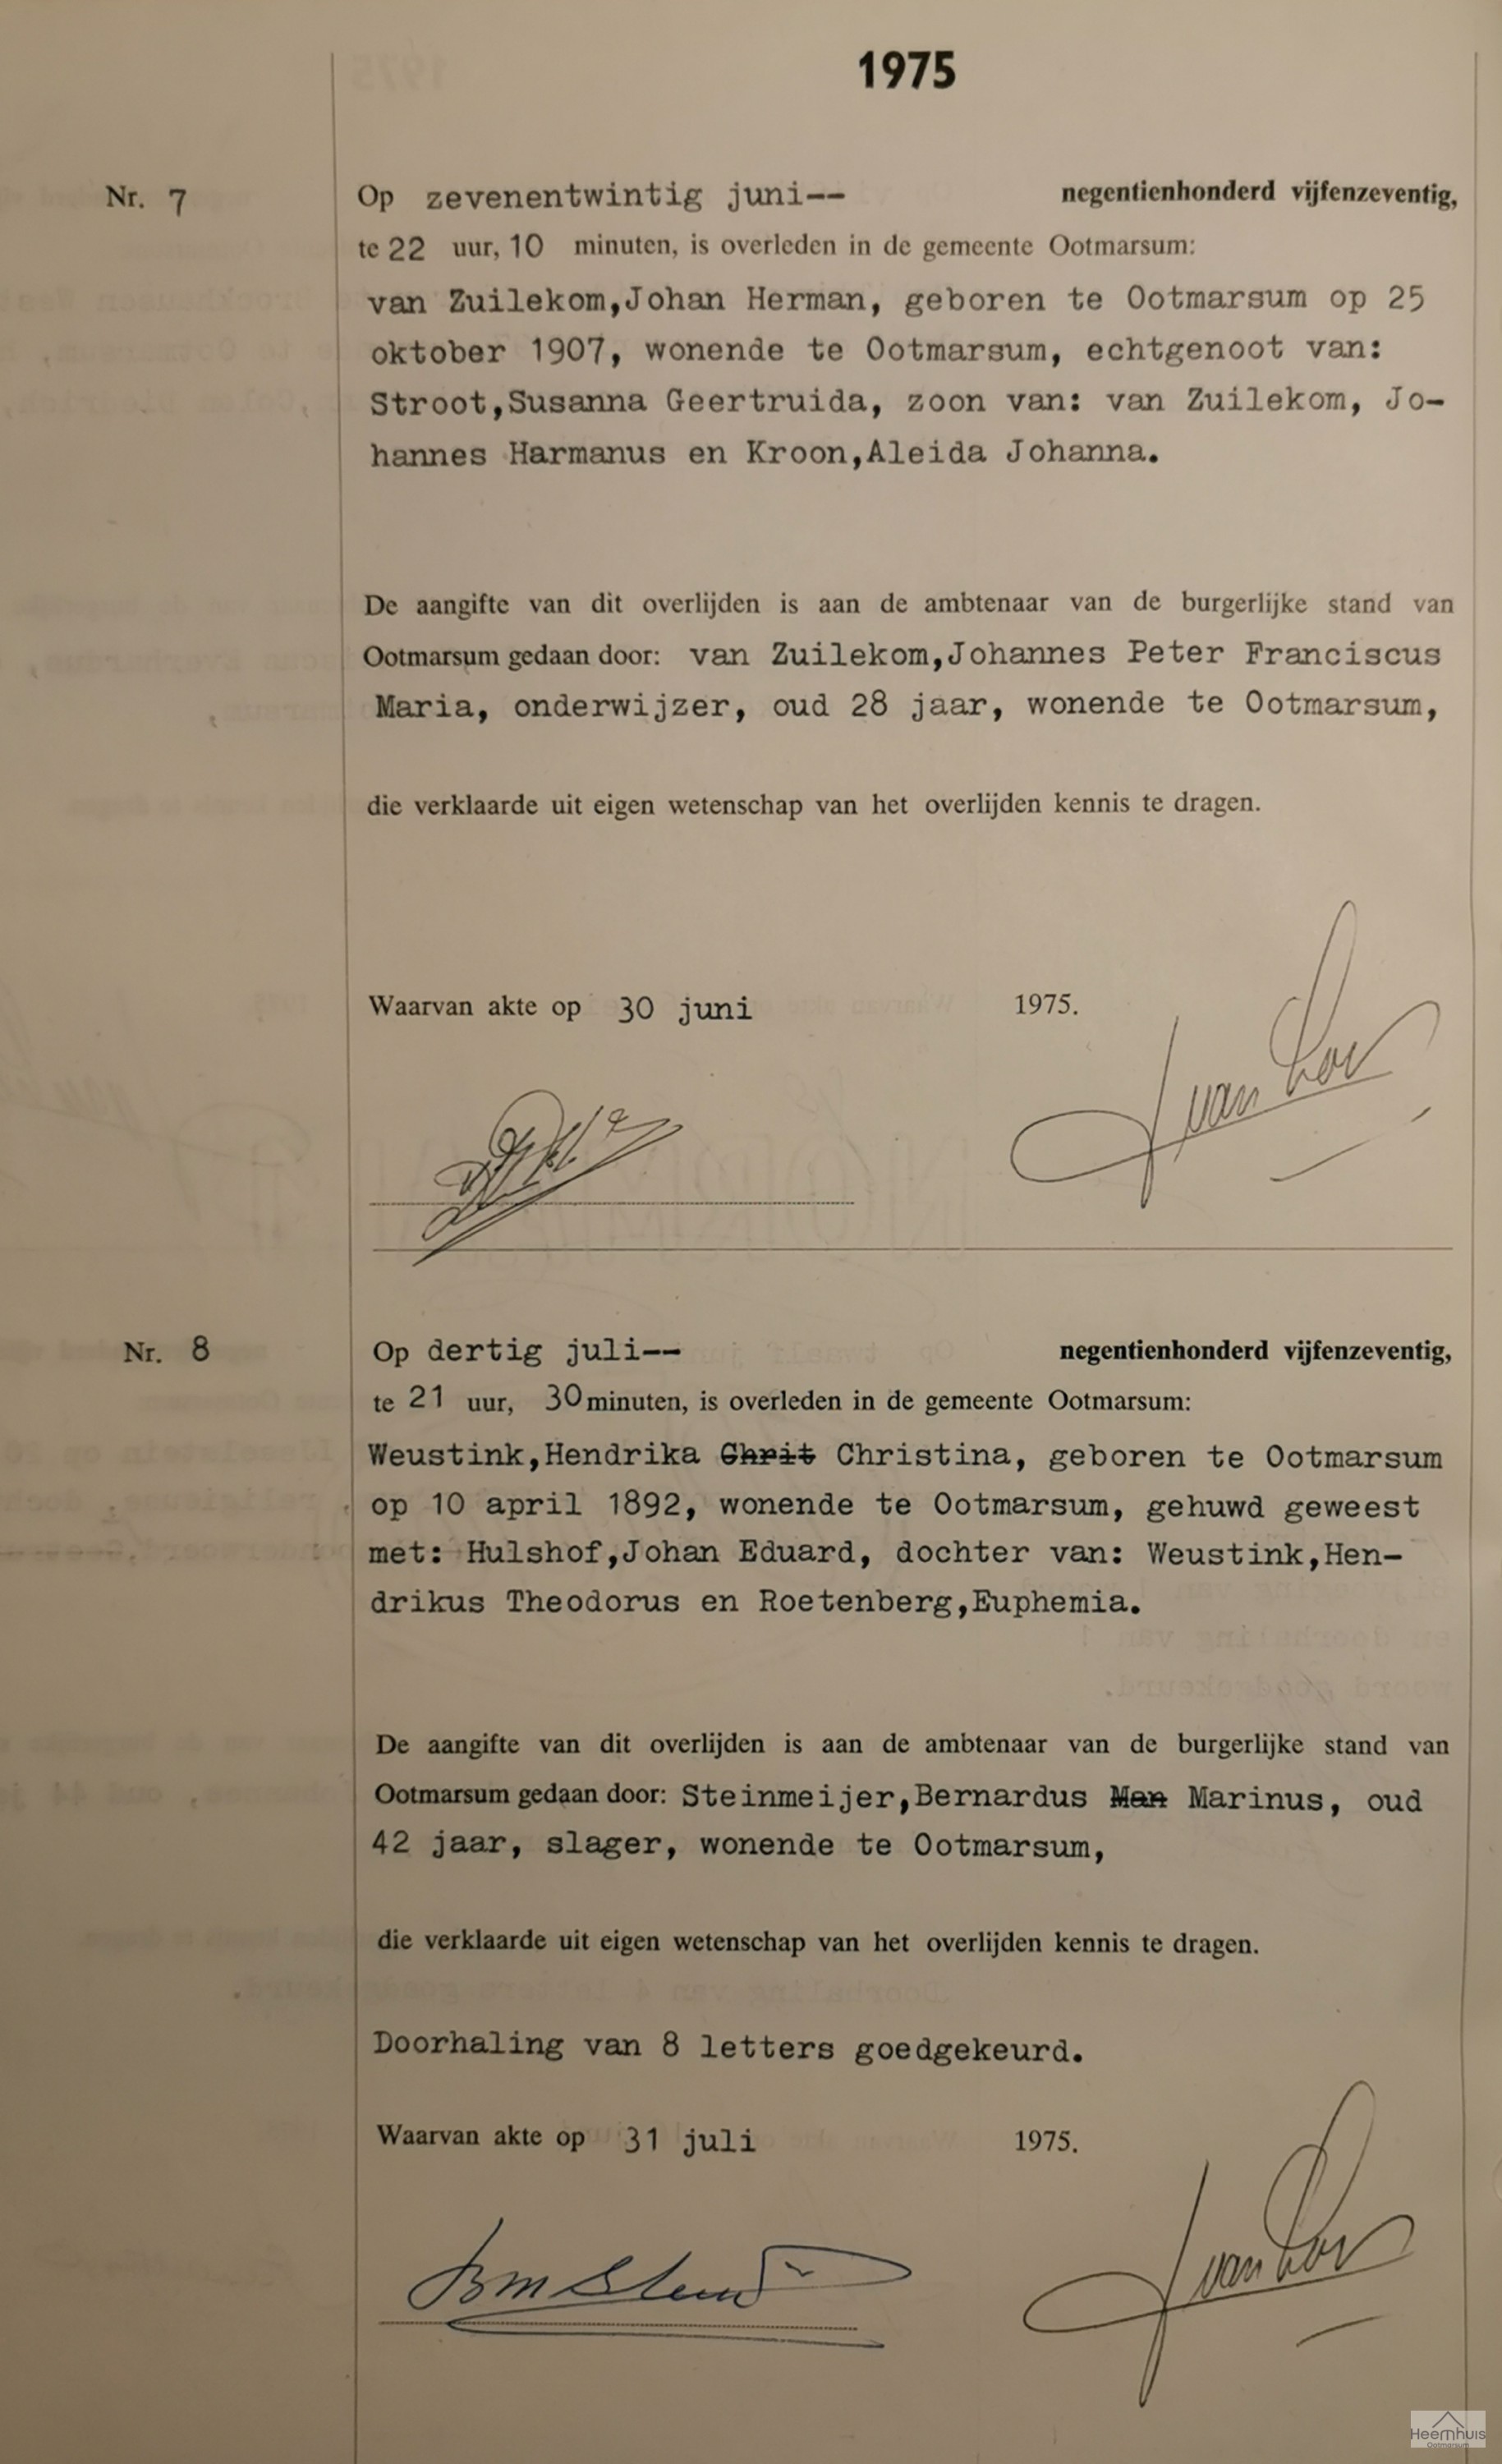 1975
Nr. 7
Op zevenentwintig juni-- negentienhonderd vijfenzeventig,
te 22 uur, 10 minuten, is overleden in de gemeente Ootmarsum:
van Zuilekom,Johan Herman, geboren te Ootmarsum op 25
oktober 1907, wonende te Ootmarsum, echtgenoot van:
Stroot,Susanna Geertruida, zoon van: van Zuilekom, Jo-
hannes Harmanus en Kroon,Aleida Johanna.
De aangifte van dit overlijden is aan de ambtenaar van de burgerlijke stand van
Ootmarsum gedaan door: van Zuilekom,Johannes Peter Franciscus
Maria, onderwijzer, oud 28 jaar, wonende te Ootmarsum,
die verklaarde uit eigen wetenschap van het overlijden kennis te dragen.
Waarvan akte op 30 juni 1975.
Nr. 8
Op dertig juli-- negentienhonderd vijfenzeventig,
te 21 uur, 30 minuten, is overleden in de gemeente Ootmarsum:
Weustink,Hendrika Chrit Christina, geboren te Ootmarsum
op 10 april 1892, wonende te Ootmarsum, gehuwd geweest
met: Hulshof,Johan Eduard, dochter van: Weustink,Hen-
drikus Theodorus en Roetenberg,Euphemia.
De aangifte van dit overlijden is aan de ambtenaar van de burgerlijke stand van
Ootmarsum gedaan door: Steinmeijer,Bernardus Man Marinus, oud
42 jaar, slager, wonende te Ootmarsum,
die verklaarde uit eigen wetenschap van het overlijden kennis te dragen.
Doorhaling van 8 letters goedgekeurd.
Waarvan akte op 31 juli 1975.
Heemhuis
Ootmarsum